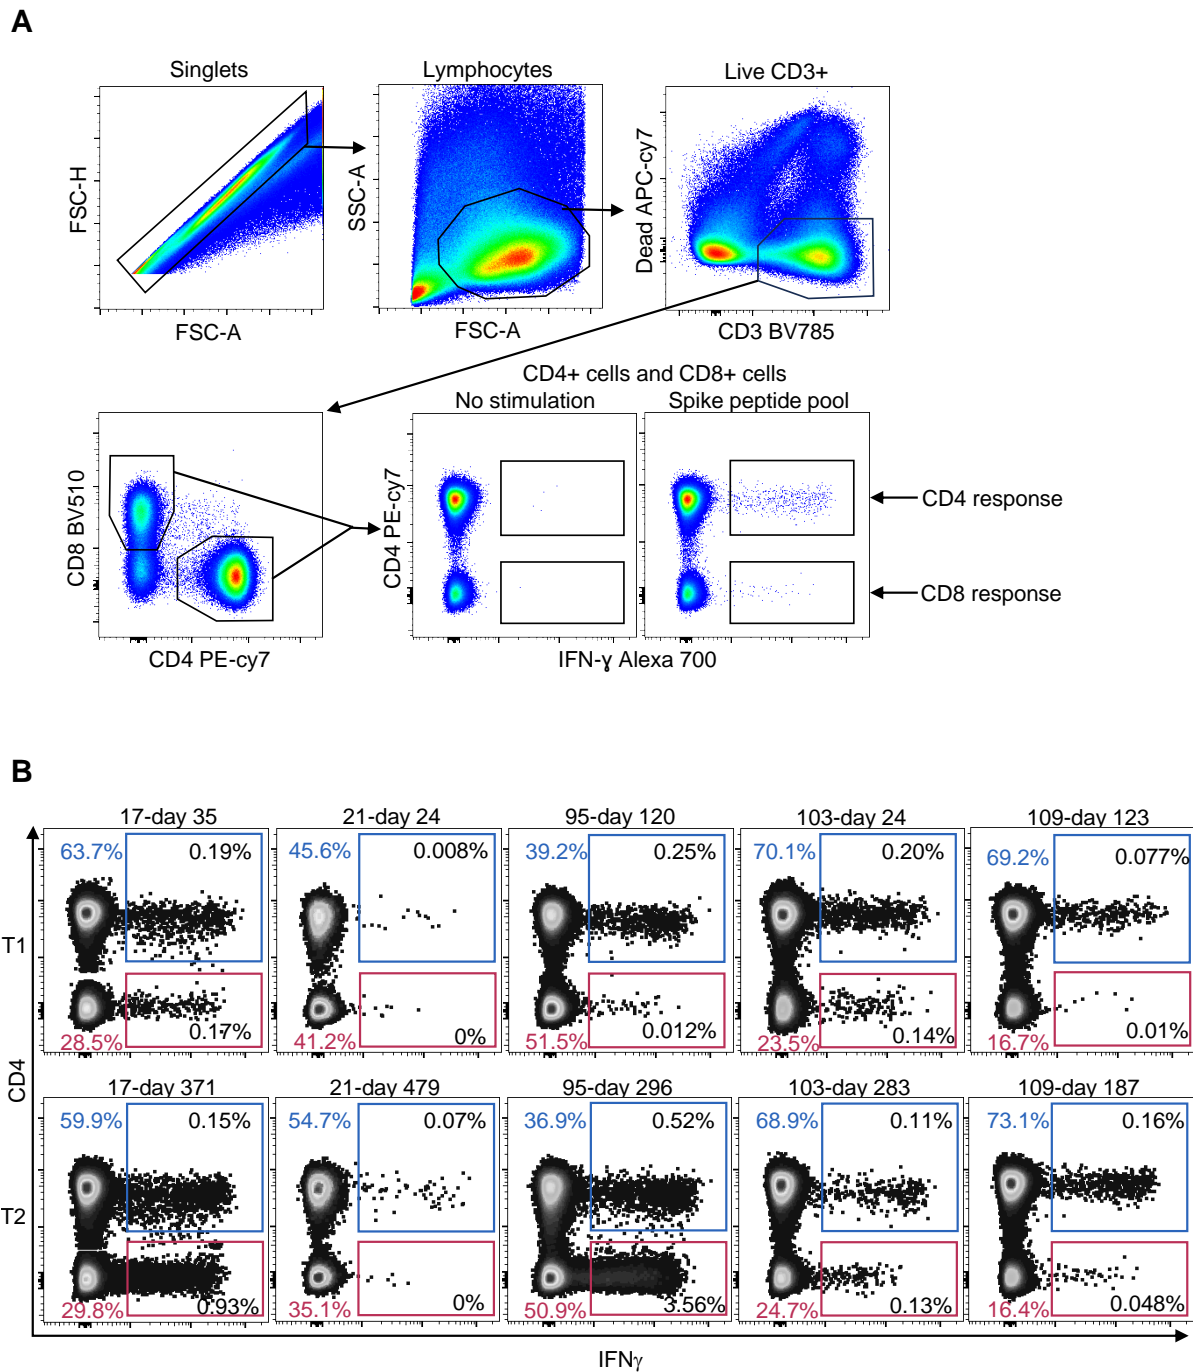 A
Singlets
Lymphocytes
Live CD3+
FSC-H
FSC-A
SSC-A
FSC-A
Dead APC-cy7
CD3 BV785
CD4+ cells and CD8+ cells
No stimulation
Spike peptide pool
CD8 BV510
CD4 PE-cy7
CD4 PE-cy7
CD4 response
CD8 response
IFN-ɣ Alexa 700
B
17-day 35
21-day 24
95-day 120
103-day 24
109-day 123
T1
63.7%
0.19%
28.5%
0.17%
45.6%
0.008%
41.2%
0%
39.2%
0.25%
51.5%
0.012%
70.1%
0.20%
23.5%
0.14%
69.2%
0.077%
16.7%
0.01%
CD4
17-day 371
21-day 479
95-day 296
103-day 283
109-day 187
T2
59.9%
0.15%
29.8%
0.93%
54.7%
0.07%
35.1%
0%
36.9%
0.52%
50.9%
3.56%
68.9%
0.11%
24.7%
0.13%
73.1%
0.16%
16.4%
0.048%
IFNγ